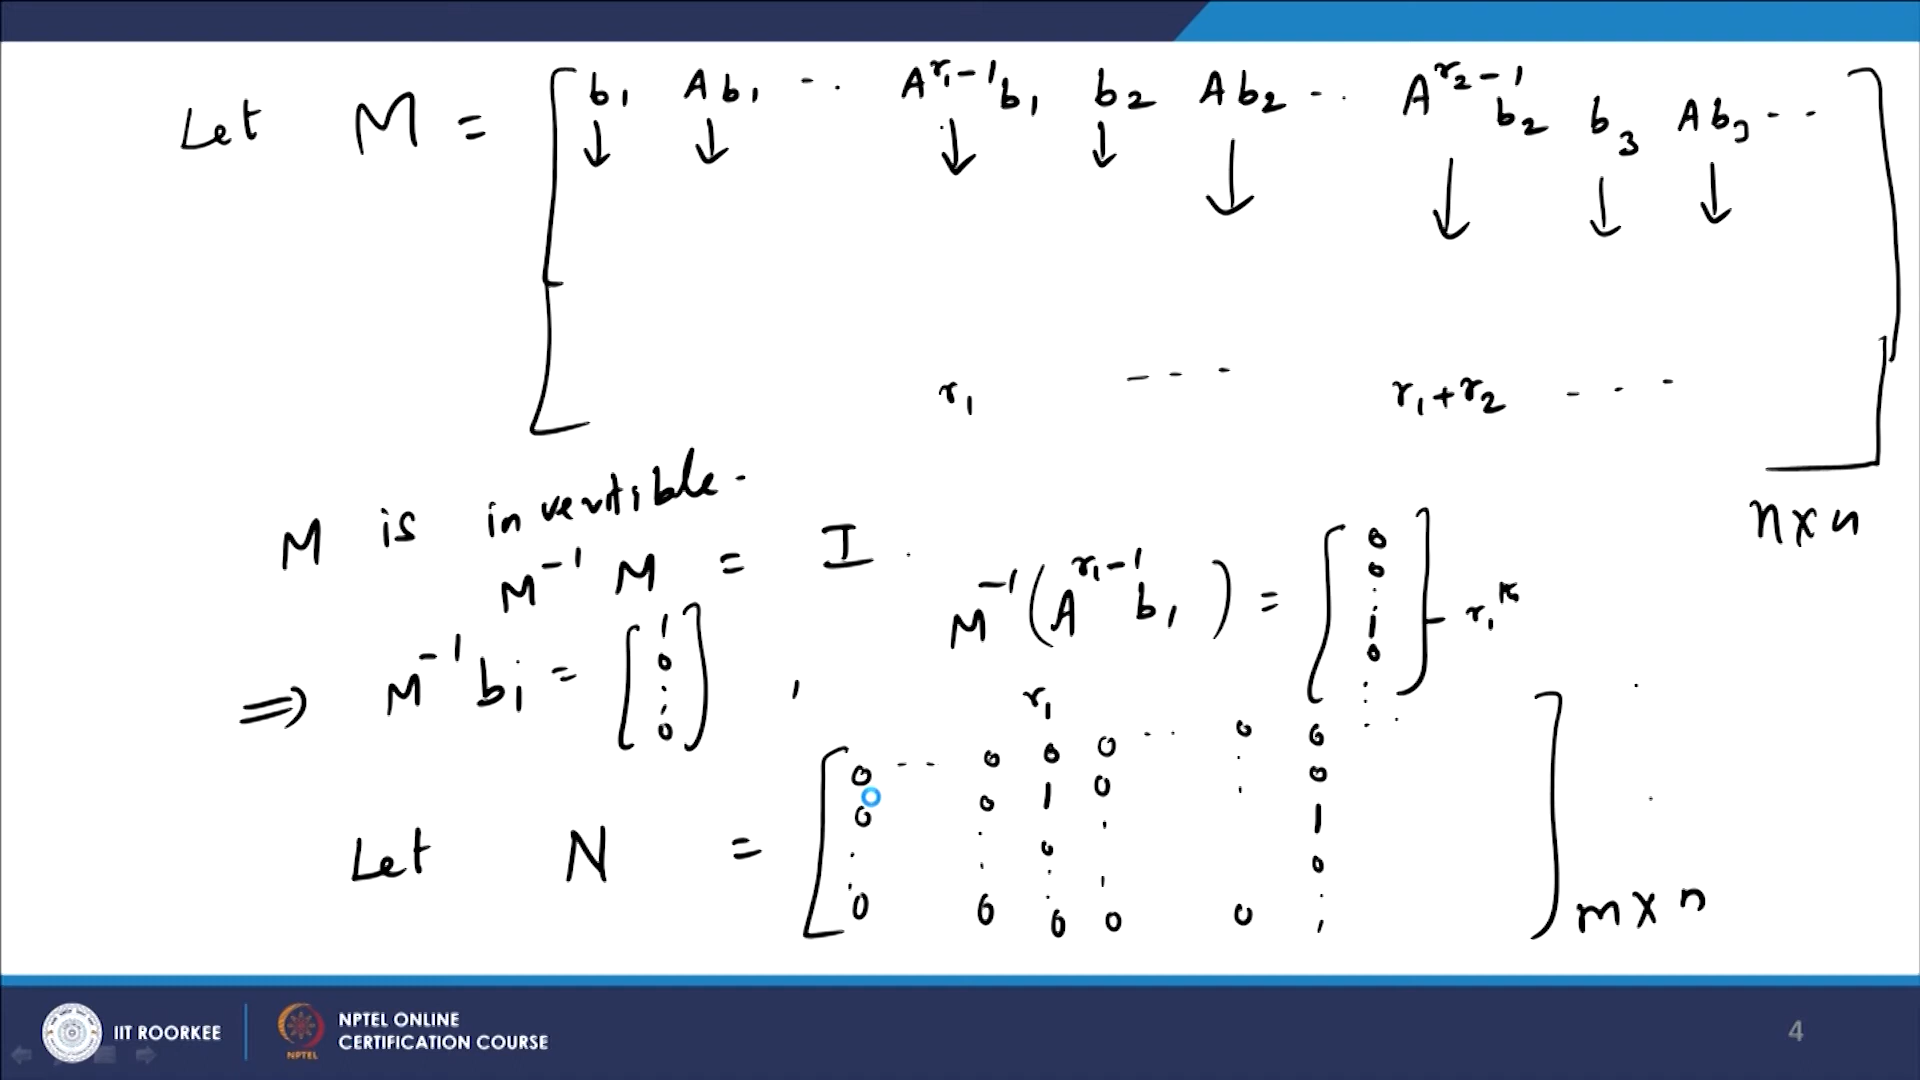 Let M = [ b₁ Ab₁ ·· A^{r₁-1}b₁ b₂ Ab₂ ·· A^{r₂-1}b₂ b₃ Ab₃ ·· ]
↓ ↓ ↓ ↓ ↓ ↓ ↓ ↓
r₁ --- r₁+r₂ - - -
n×n
M is invertible.
M⁻¹ M = I .
M⁻¹(A^{r₁-1}b₁) = [ 0 0 · 1 0 ⋮ ] - r₁^{th}
⇒ M⁻¹b₁ = [ 1 0 ⋮ 0 ] ,
r₁
Let N = [
0 -- 0 0 0 ·· 0 0 ··
0 0 1 0 · 0
· · 0 · · 1
· · · · 0
0 0 0 0 0 ·
] m×n
IIT ROORKEE
NPTEL
NPTEL ONLINE
CERTIFICATION COURSE
4